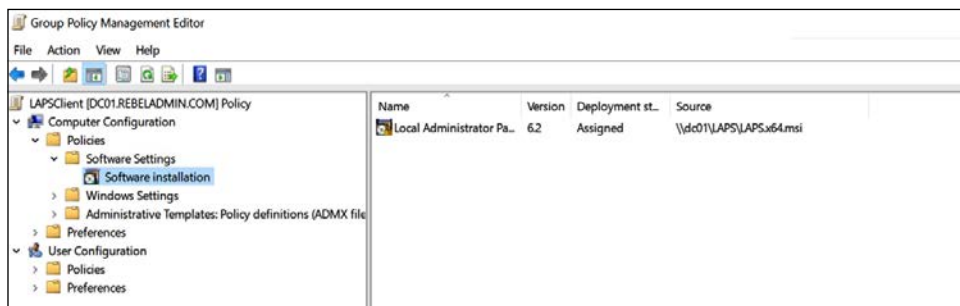 Group Policy Management Editor
File Action View Help
LAPSClient [DC01.REBELADMIN.COM] Policy
Computer Configuration
Policies
Software Settings
Software installation
Windows Settings
Administrative Templates: Policy definitions (ADMX file
Preferences
User Configuration
Policies
Preferences
Name Version Deployment st... Source
Local Administrator Pa... 6.2 Assigned \\dc01\LAPS\LAPS.x64.msi